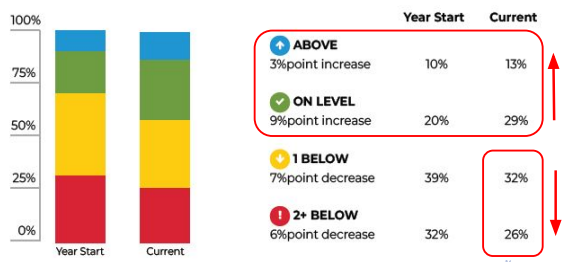 100%
75%
50%
25%
0%
Year Start Current
Year Start Current
ABOVE
3%point increase 10% 13%
ON LEVEL
9%point increase 20% 29%
1 BELOW
7%point decrease 39% 32%
2+ BELOW
6%point decrease 32% 26%